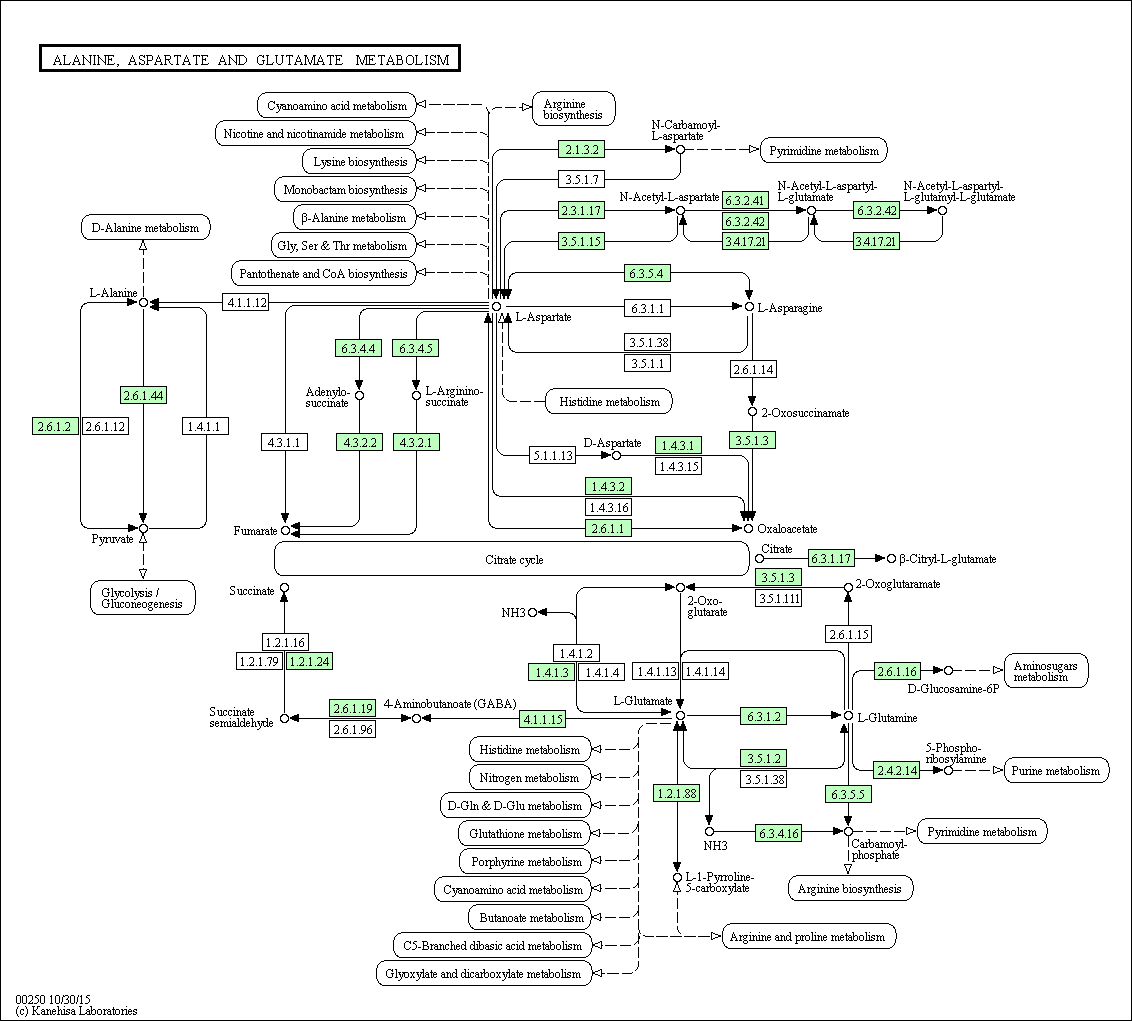 ALANINE, ASPARTATE AND GLUTAMATE METABOLISM
Cyanoamino acid metabolism
Arginine
biosynthesis
Nicotine and nicotinamide metabolism
N-Carbamoyl-
L-aspartate
2.1.3.2
Pyrimidine metabolism
Lysine biosynthesis
3.5.1.7
Monobactam biosynthesis
N-Acetyl-L-aspartate
6.3.2.41
N-Acetyl-L-aspartyl-
L-glutamate
N-Acetyl-L-aspartyl-
L-glutamyl-L-glutamate
β-Alanine metabolism
2.3.1.17
6.3.2.42
6.3.2.42
D-Alanine metabolism
Gly, Ser & Thr metabolism
3.5.1.15
3.4.17.21
3.4.17.21
Pantothenate and CoA biosynthesis
6.3.5.4
L-Alanine
4.1.1.12
L-Aspartate
6.3.1.1
L-Asparagine
6.3.4.4
6.3.4.5
3.5.1.38
3.5.1.1
2.6.1.14
2.6.1.44
Adenylo-
succinate
L-Arginino-
succinate
Histidine metabolism
2-Oxosuccinamate
2.6.1.2
2.6.1.12
1.4.1.1
4.3.1.1
4.3.2.2
4.3.2.1
D-Aspartate
1.4.3.1
3.5.1.3
5.1.1.13
1.4.3.15
1.4.3.2
1.4.3.16
Pyruvate
Fumarate
2.6.1.1
Oxaloacetate
Citrate cycle
Citrate
6.3.1.17
β-Citryl-L-glutamate
Glycolysis /
Gluconeogenesis
Succinate
3.5.1.3
3.5.1.111
2-Oxoglutaramate
NH3
2-Oxo-
glutarate
1.2.1.16
1.2.1.79
1.2.1.24
1.4.1.2
1.4.1.3
1.4.1.4
1.4.1.13
1.4.1.14
2.6.1.15
2.6.1.16
Aminosugars
metabolism
D-Glucosamine-6P
Succinate
semialdehyde
2.6.1.19
2.6.1.96
4-Aminobutanoate (GABA)
4.1.1.15
L-Glutamate
6.3.1.2
L-Glutamine
Histidine metabolism
3.5.1.2
3.5.1.38
5-Phospho-
ribosylamine
2.4.2.14
Purine metabolism
Nitrogen metabolism
1.2.1.88
6.3.5.5
D-Gln & D-Glu metabolism
Glutathione metabolism
NH3
6.3.4.16
Carbamoyl-
phosphate
Pyrimidine metabolism
Porphyrine metabolism
L-1-Pyrroline-
5-carboxylate
Arginine biosynthesis
Cyanoamino acid metabolism
Butanoate metabolism
C5-Branched dibasic acid metabolism
Arginine and proline metabolism
Glyoxylate and dicarboxylate metabolism
00250 10/30/15
(c) Kanehisa Laboratories